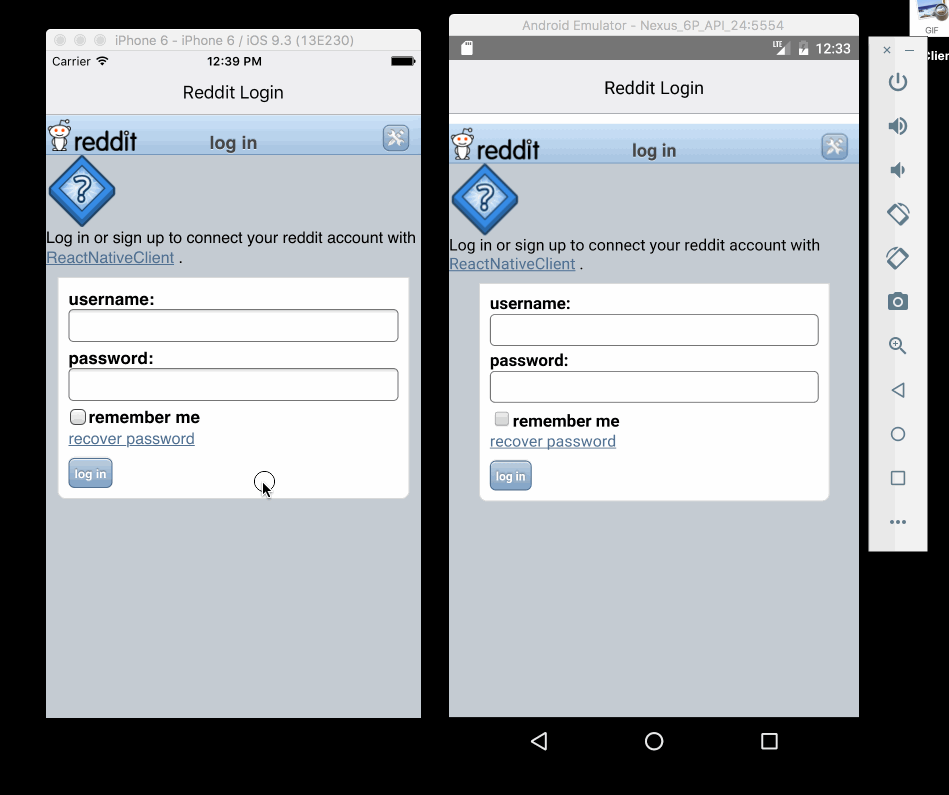 iPhone 6 - iPhone 6 / iOS 9.3 (13E230)
Carrier 12:39 PM
Reddit Login
reddit log in
?
Log in or sign up to connect your reddit account with
ReactNativeClient .
username:
password:
remember me
recover password
log in
Android Emulator - Nexus_6P_API_24:5554
LTE 12:33
Reddit Login
reddit log in
?
Log in or sign up to connect your reddit account with
ReactNativeClient .
username:
password:
remember me
recover password
log in
GIF